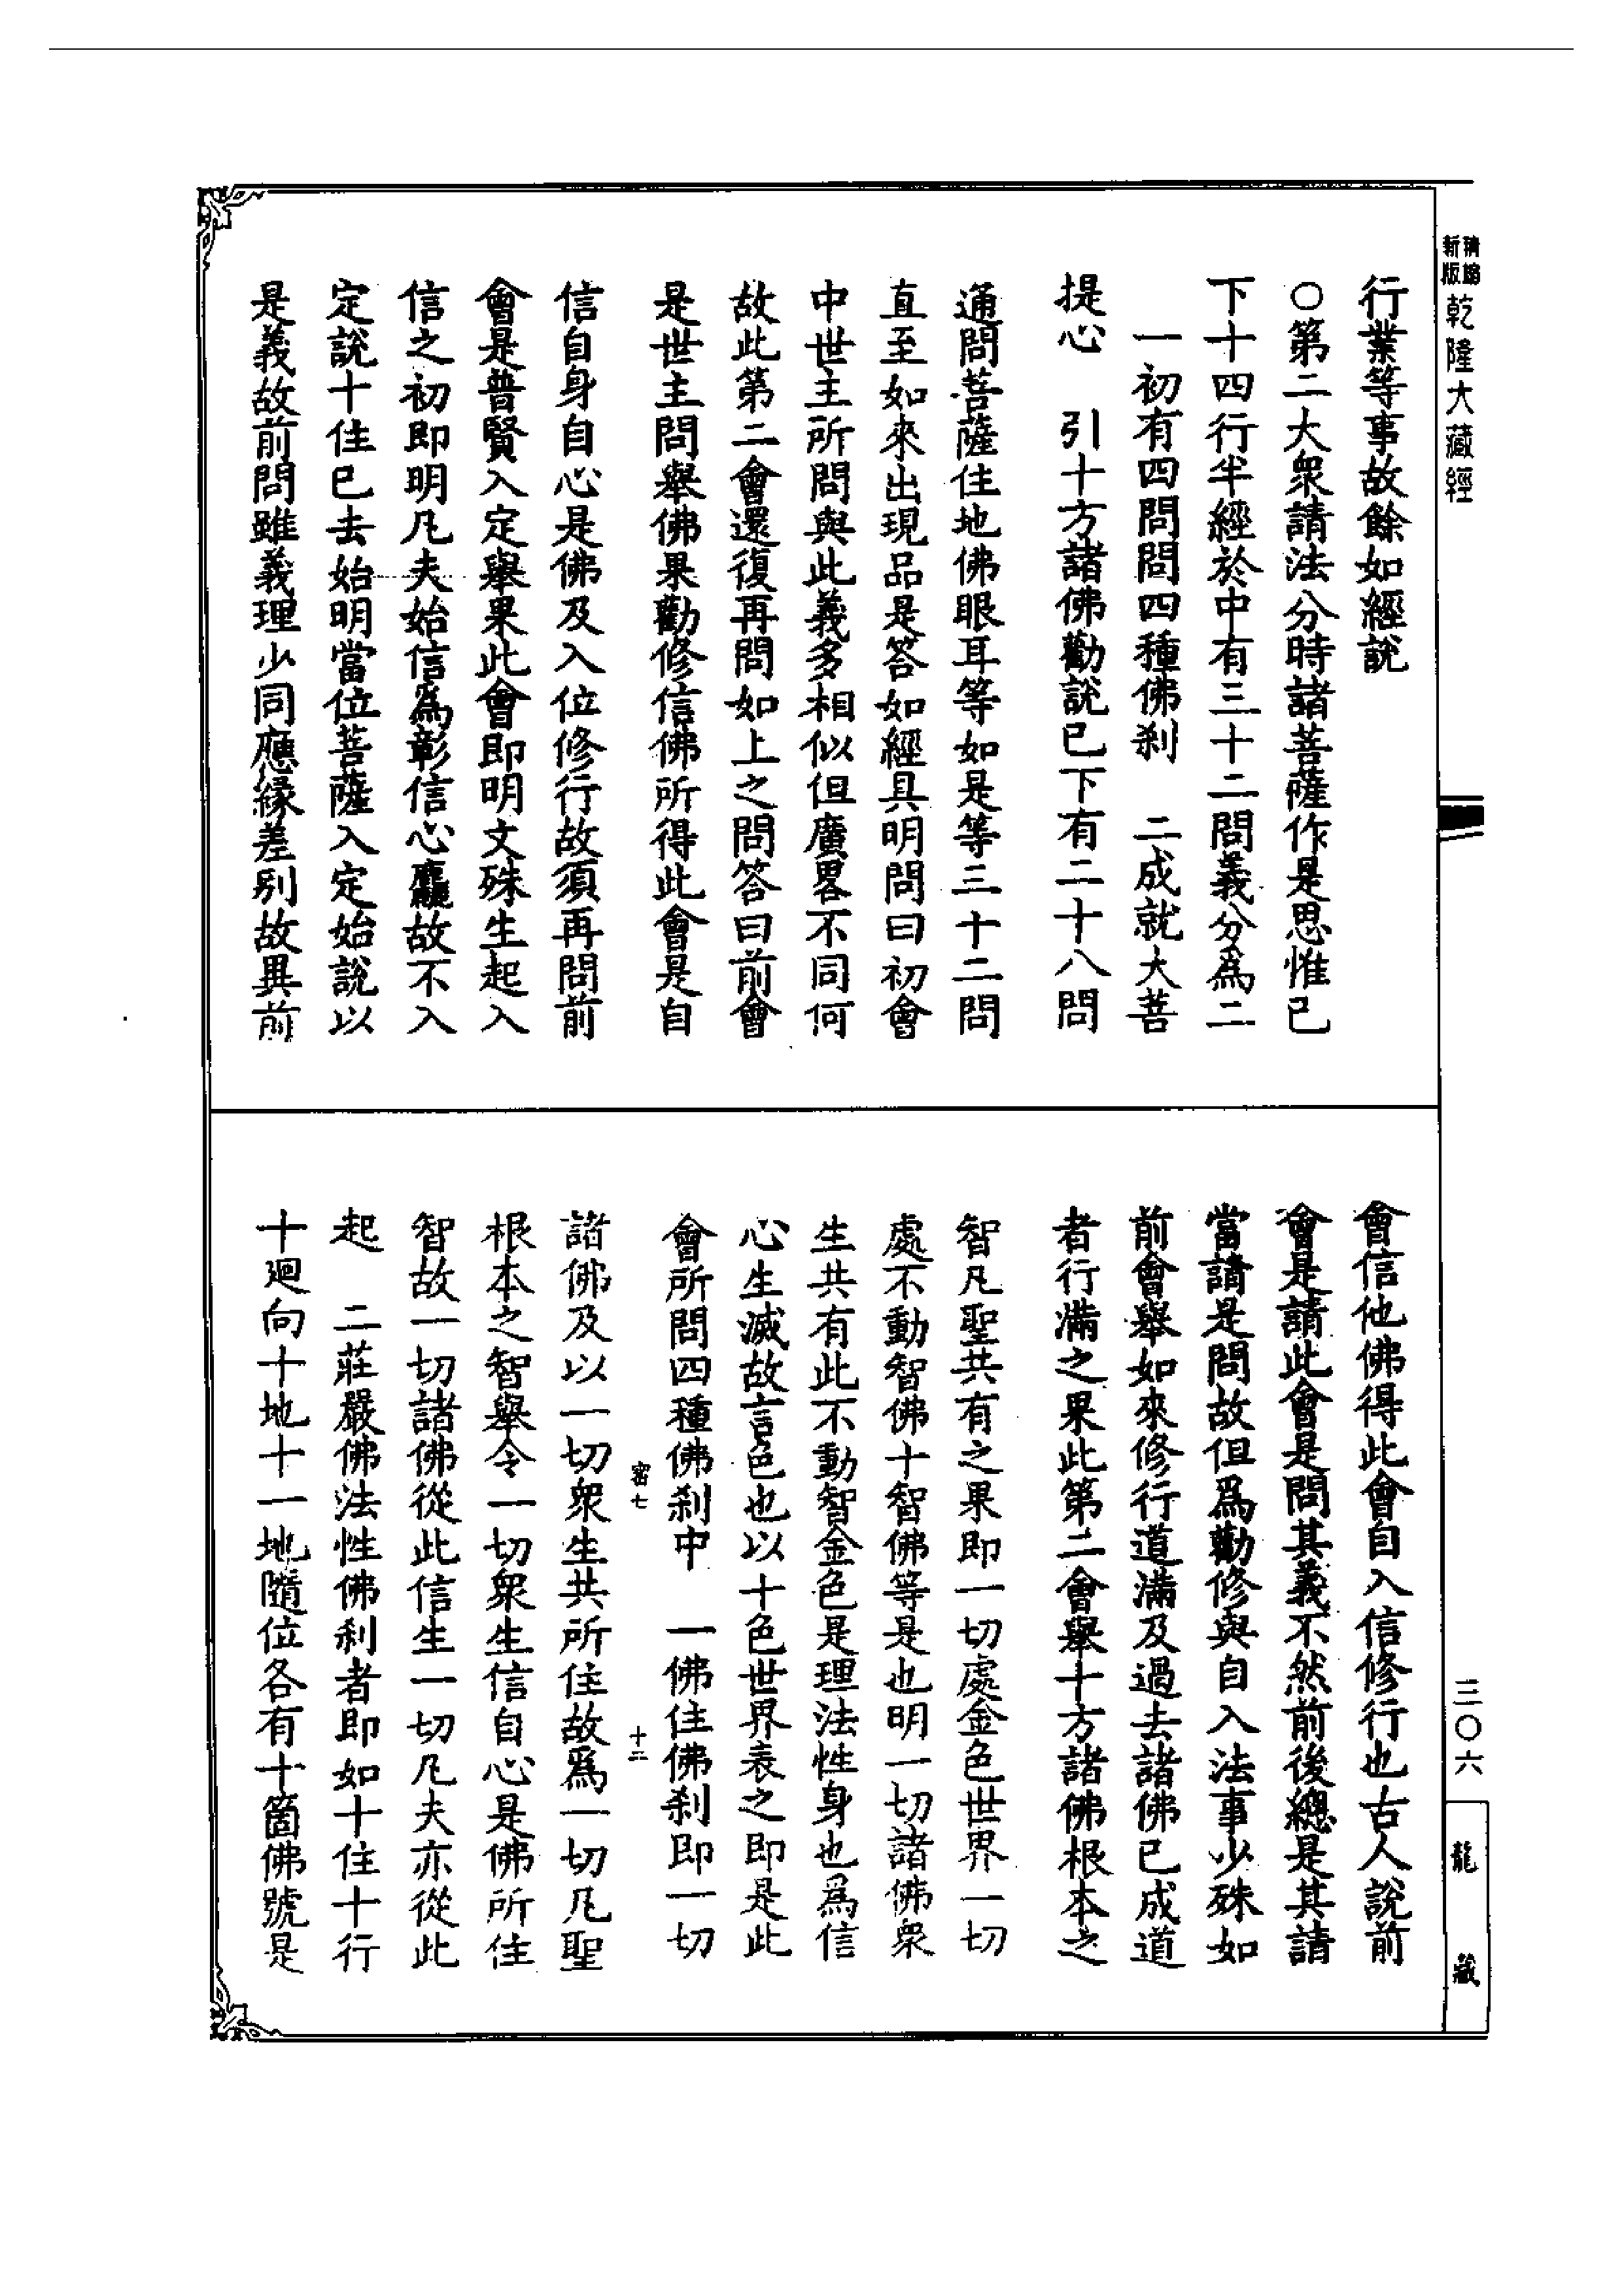 精縮
新版
乾隆大藏經
行業等事故餘如經說
○第二大衆請法分時諸菩薩作是思惟已
下十四行半經於中有三十二問義分為二
一初有四問問四種佛剎　二成就大菩
提心　引十方諸佛勸說已下有二十八問
通問菩薩住地佛眼耳等如是等三十二問
直至如來出現品是答如經具明問曰初會
中世主所問與此義多相似但廣畧不同何
故此第二會還復再問如上之問答曰前會
是世主問舉佛果勸修信佛所得此會是自
信自身自心是佛及入位修行故須再問前
會是普賢入定舉果此會即明文殊生起入
信之初即明凡夫始信為彰信心麤故不入
定說十住已去始明當位菩薩入定始說以
是義故前問雖義理少同應緣差別故異前
會信他佛得此會自入信修行也古人說前
會是請此會是問其義不然前後總是其請
當請是問故但爲勸修與自入法事少殊如
前會舉如來修行道滿及過去諸佛已成道
者行滿之果此第二會舉十方諸佛根本之
智凡聖共有之果即一切處金色世界一切
處不動智佛十智佛等是也明一切諸佛衆
生共有此不動智金色是理法性身也爲信
心生滅故言色也以十色世界表之即是此
會所問四種佛剎中　一佛住佛剎即一切
密七
十二
諸佛及以一切衆生共所住故爲一切凡聖
根本之智舉令一切衆生信自心是佛所住
智故一切諸佛從此信生一切凡夫亦從此
起　二莊嚴佛法性佛剎者即如十住十行
十迴向十地十一地隨位各有十箇佛號是
三〇六
龍
藏